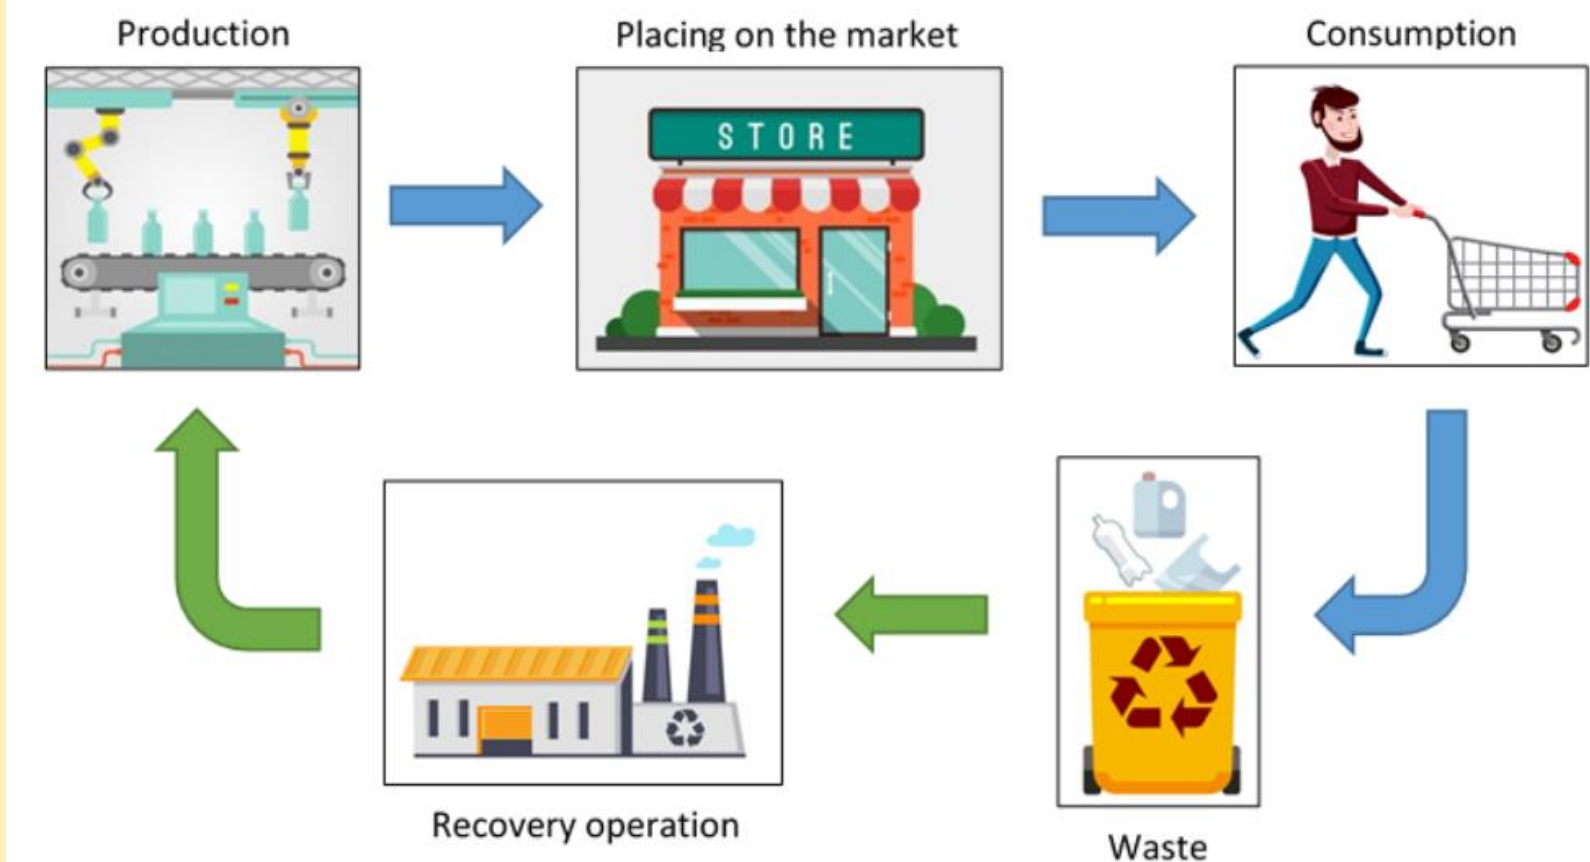 Production
Placing on the market
Consumption
STORE
Recovery operation
Waste